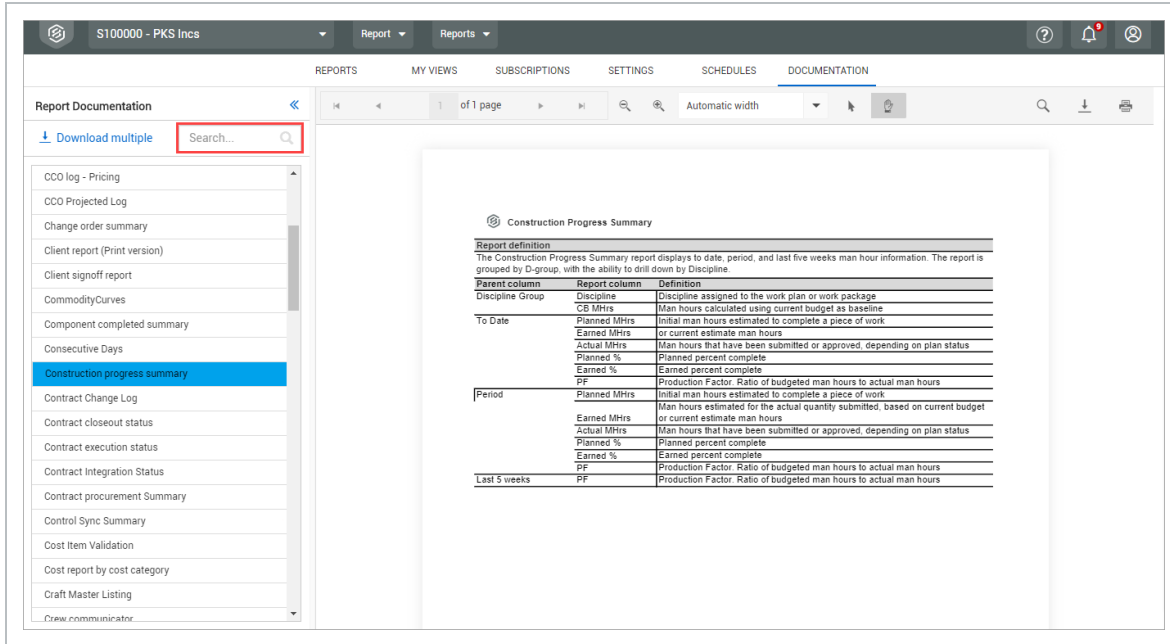 S100000 - PKS Incs Report Reports 9
REPORTS MY VIEWS SUBSCRIPTIONS SETTINGS SCHEDULES DOCUMENTATION
Report Documentation
1 of 1 page Automatic width
Download multiple Search...
CCO log - Pricing
CCO Projected Log
Change order summary
Client report (Print version)
Client signoff report
CommodityCurves
Component completed summary
Consecutive Days
Construction progress summary
Contract Change Log
Contract closeout status
Contract execution status
Contract Integration Status
Contract procurement Summary
Control Sync Summary
Cost Item Validation
Cost report by cost category
Craft Master Listing
Crew communicator
Construction Progress Summary
Report definition
The Construction Progress Summary report displays to date, period, and last five weeks man hour information. The report is
grouped by D-group, with the ability to drill down by Discipline.
Parent column Report column Definition
Discipline Group Discipline Discipline assigned to the work plan or work package
CB MHrs Man hours calculated using current budget as baseline
To Date Planned MHrs Initial man hours estimated to complete a piece of work
Earned MHrs or current estimate man hours
Actual MHrs Man hours that have been submitted or approved, depending on plan status
Planned % Planned percent complete
Earned % Earned percent complete
PF Production Factor. Ratio of budgeted man hours to actual man hours
Period Planned MHrs Initial man hours estimated to complete a piece of work
Man hours estimated for the actual quantity submitted, based on current budget
Earned MHrs or current estimate man hours
Actual MHrs Man hours that have been submitted or approved, depending on plan status
Planned % Planned percent complete
Earned % Earned percent complete
PF Production Factor. Ratio of budgeted man hours to actual man hours
Last 5 weeks PF Production Factor. Ratio of budgeted man hours to actual man hours